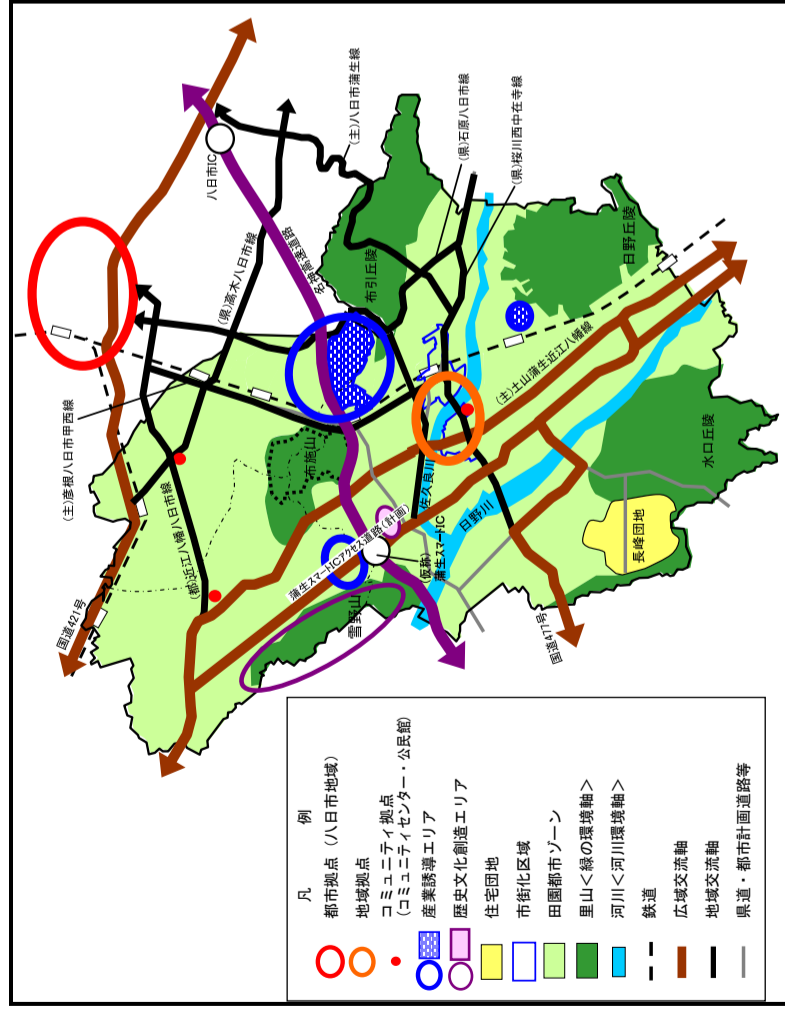 凡　例
都市拠点（八日市地域）
地域拠点
コミュニティ拠点
(コミュニティセンター・公民館)
産業誘導エリア
歴史文化創造エリア
住宅団地
市街化区域
田園都市ゾーン
里山＜緑の環境軸＞
河川＜河川環境軸＞
鉄道
広域交流軸
地域交流軸
県道・都市計画道路等
国道421号
(都)近江八幡八日市線
(主)彦根八日市甲西線
(県)高木八日市線
八日市IC
名神高速道路
(主)八日市蒲生線
(県)石原八日市線
(県)桜川西中在寺線
布引丘陵
日野丘陵
布施山
雪野山
蒲生スマートICアクセス道路(計画)
(仮称)
蒲生スマートIC
佐久良川
日野川
(主)土山蒲生近江八幡線
水口丘陵
長峰団地
国道477号